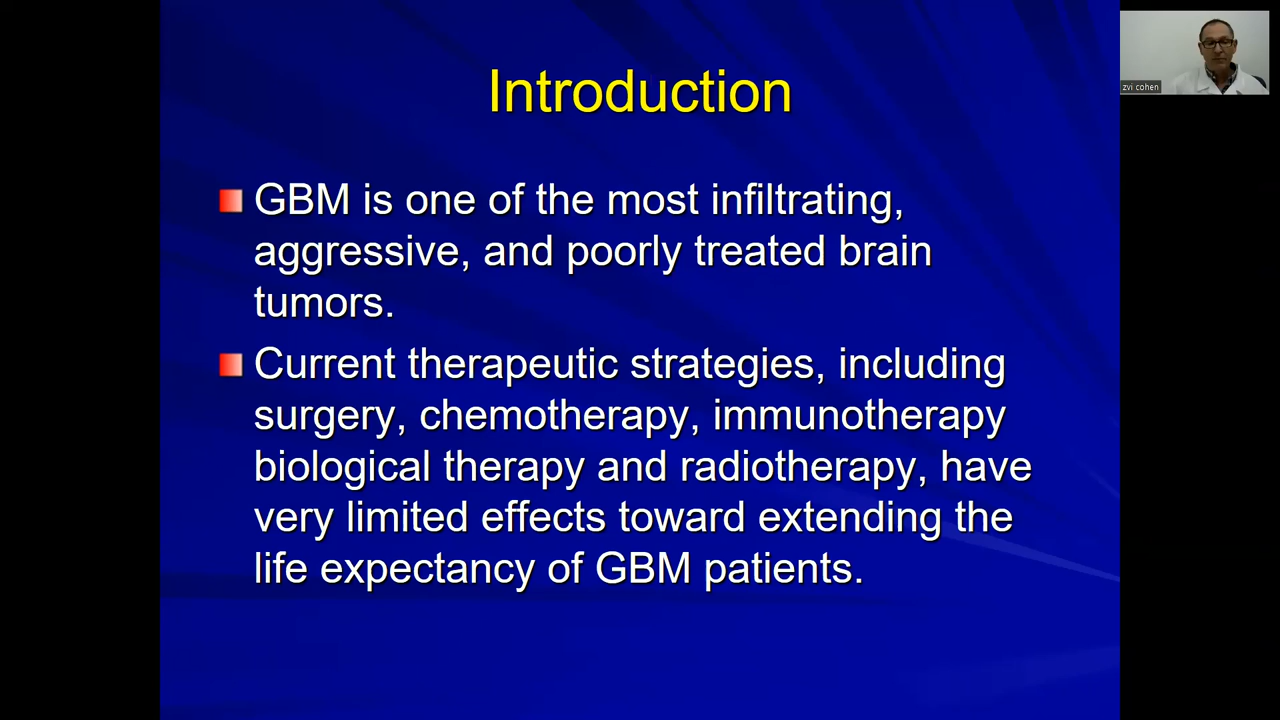 Introduction
GBM is one of the most infiltrating,
aggressive, and poorly treated brain
tumors.
Current therapeutic strategies, including
surgery, chemotherapy, immunotherapy
biological therapy and radiotherapy, have
very limited effects toward extending the
life expectancy of GBM patients.
zvi cohen